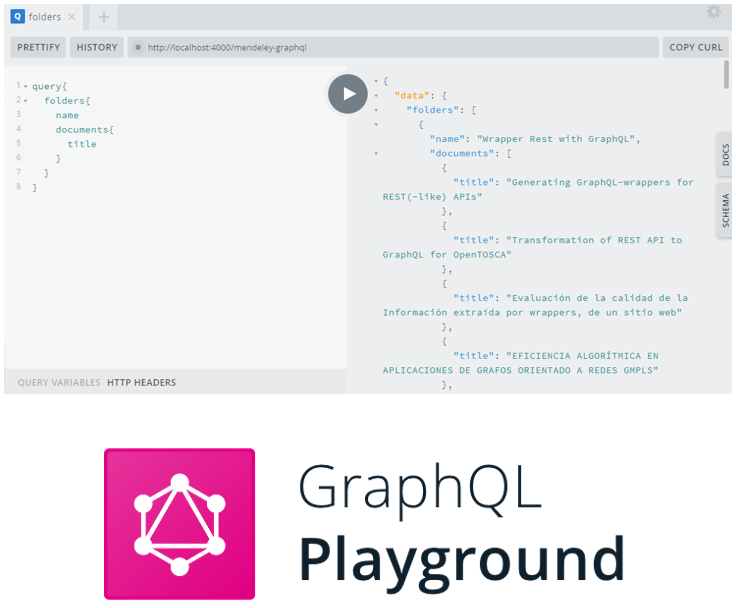 folders
PRETTIFY HISTORY http://localhost:4000/mendeley-graphql COPY CURL
1 query{
2 folders{
3 name
4 documents{
5 title
6 }
7 }
8 }
{
"data": {
"folders": [
{
"name": "Wrapper Rest with GraphQL",
"documents": [
{
"title": "Generating GraphQL-wrappers for
REST(-like) APIs"
},
{
"title": "Transformation of REST API to
GraphQL for OpenTOSCA"
},
{
"title": "Evaluación de la calidad de la
Información extraída por wrappers, de un sitio web"
},
{
"title": "EFICIENCIA ALGORÍTMICA EN
APLICACIONES DE GRAFOS ORIENTADO A REDES GMPLS"
},
DOCS
SCHEMA
QUERY VARIABLES HTTP HEADERS
GraphQL
Playground